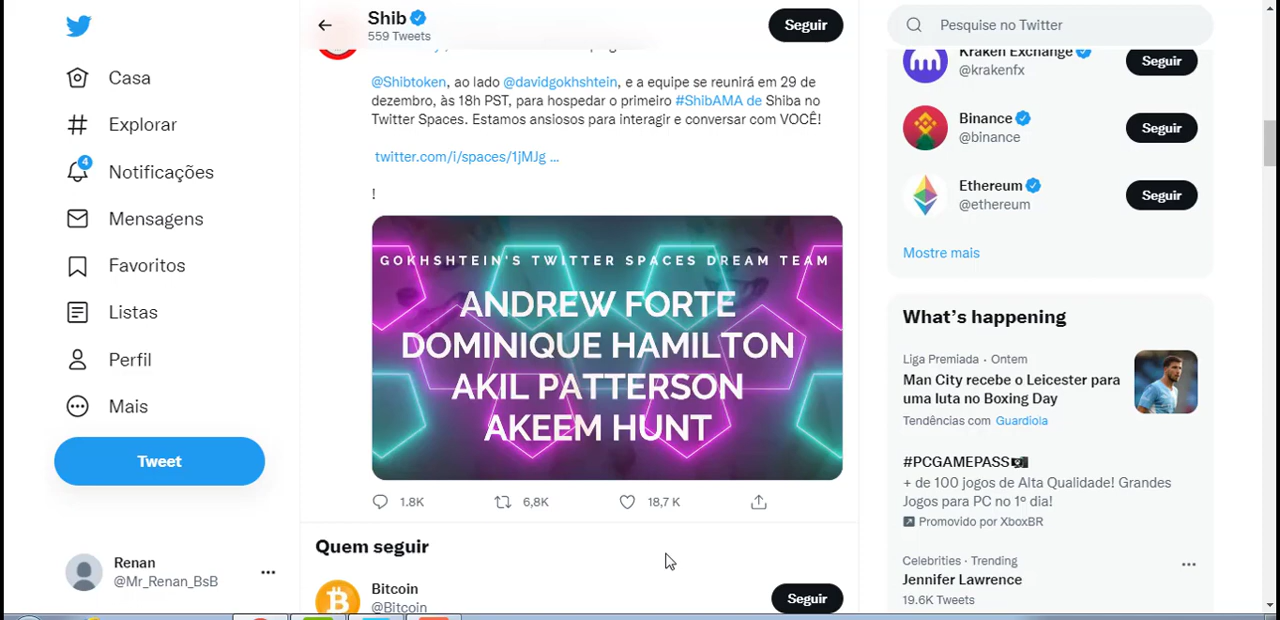 Shib
559 Tweets
Seguir
@Shibtoken, ao lado @davidgokhshtein, e a equipe se reunirá em 29 de
dezembro, às 18h PST, para hospedar o primeiro #ShibAMA de Shiba no
Twitter Spaces. Estamos ansiosos para interagir e conversar com VOCÊ!
twitter.com/i/spaces/1jMJg ...
!
GOKHSHTEIN'S TWITTER SPACES DREAM TEAM
ANDREW FORTE
DOMINIQUE HAMILTON
AKIL PATTERSON
AKEEM HUNT
1.8K 6,8K 18,7 K
Quem seguir
Bitcoin
@Bitcoin
Seguir
Casa
Explorar
4
Notificações
Mensagens
Favoritos
Listas
Perfil
Mais
Tweet
Renan
@Mr_Renan_BsB
Pesquise no Twitter
Kraken Exchange
@krakenfx
Seguir
Binance
@binance
Seguir
Ethereum
@ethereum
Seguir
Mostre mais
What's happening
Liga Premiada · Ontem
Man City recebe o Leicester para
uma luta no Boxing Day
Tendências com Guardiola
#PCGAMEPASS
+ de 100 jogos de Alta Qualidade! Grandes
Jogos para PC no 1º dia!
Promovido por XboxBR
Celebrities · Trending
Jennifer Lawrence
19.6K Tweets